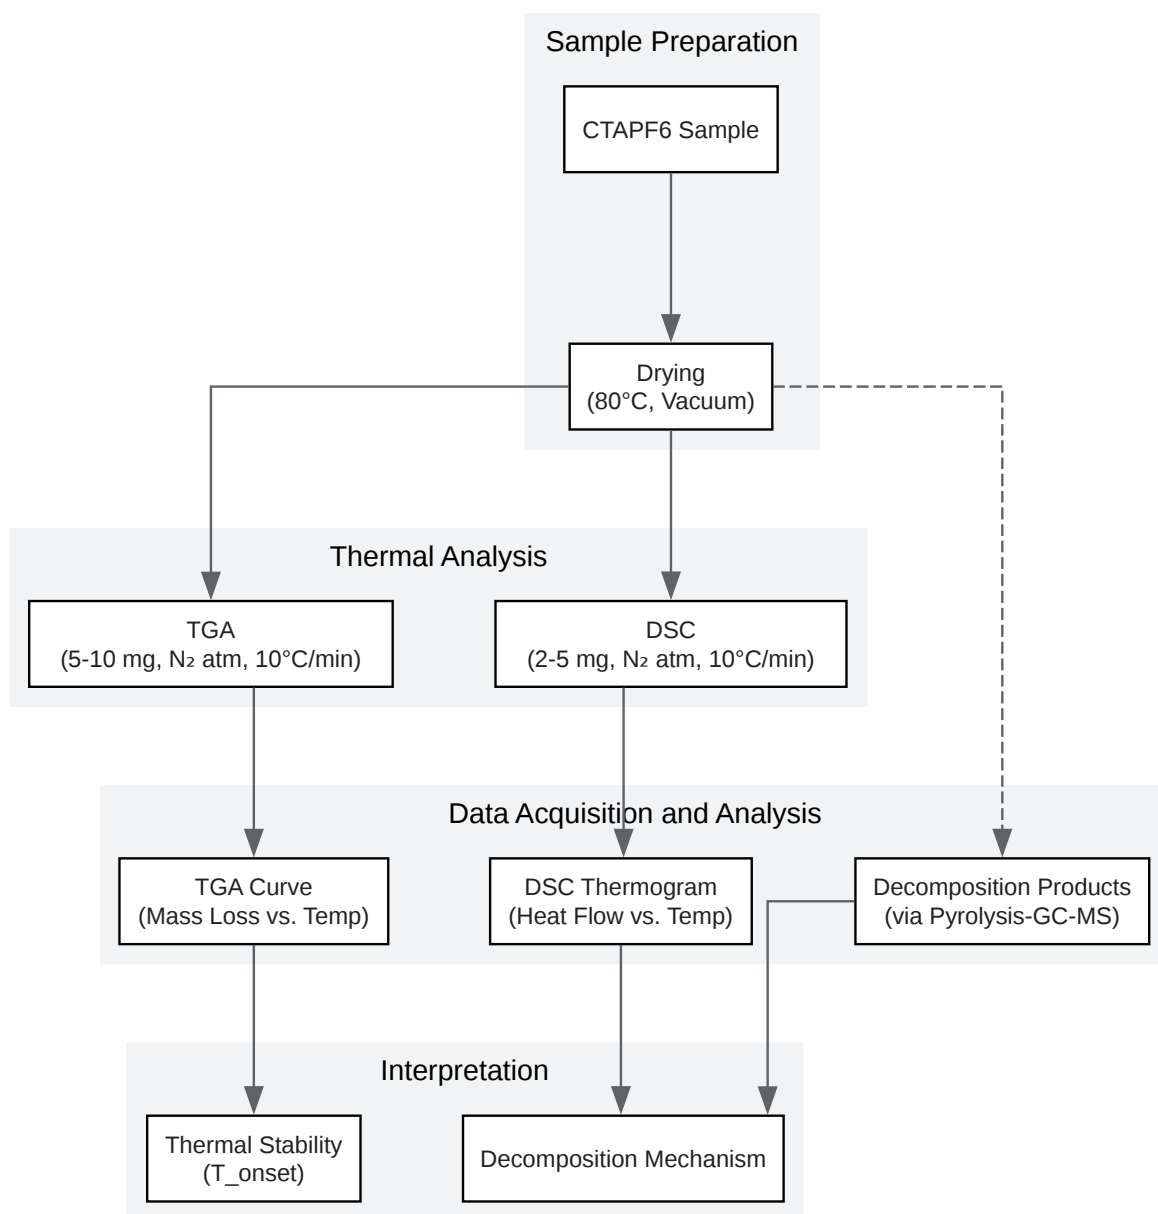 Sample Preparation
CTAPF6 Sample
Drying
(80°C, Vacuum)
Thermal Analysis
TGA
(5-10 mg, N₂ atm, 10°C/min)
DSC
(2-5 mg, N₂ atm, 10°C/min)
Data Acquisition and Analysis
TGA Curve
(Mass Loss vs. Temp)
DSC Thermogram
(Heat Flow vs. Temp)
Decomposition Products
(via Pyrolysis-GC-MS)
Interpretation
Thermal Stability
(T_onset)
Decomposition Mechanism